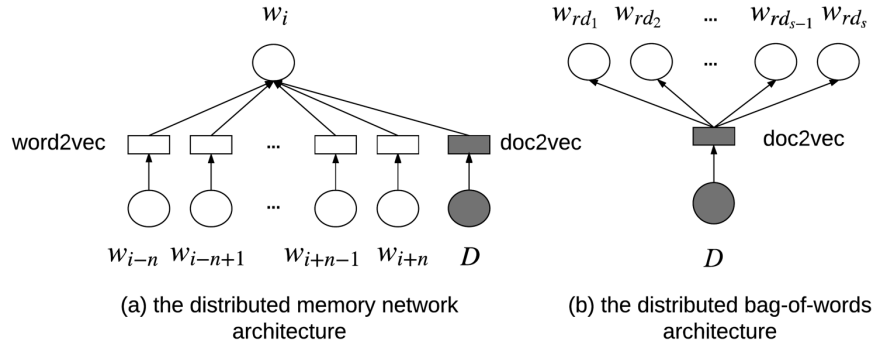 w_i
w_{rd_1} w_{rd_2} ... w_{rd_{s-1}} w_{rd_s}
...
word2vec ... doc2vec
doc2vec
...
w_{i-n} w_{i-n+1} w_{i+n-1} w_{i+n} D
D
(a) the distributed memory network
architecture
(b) the distributed bag-of-words
architecture